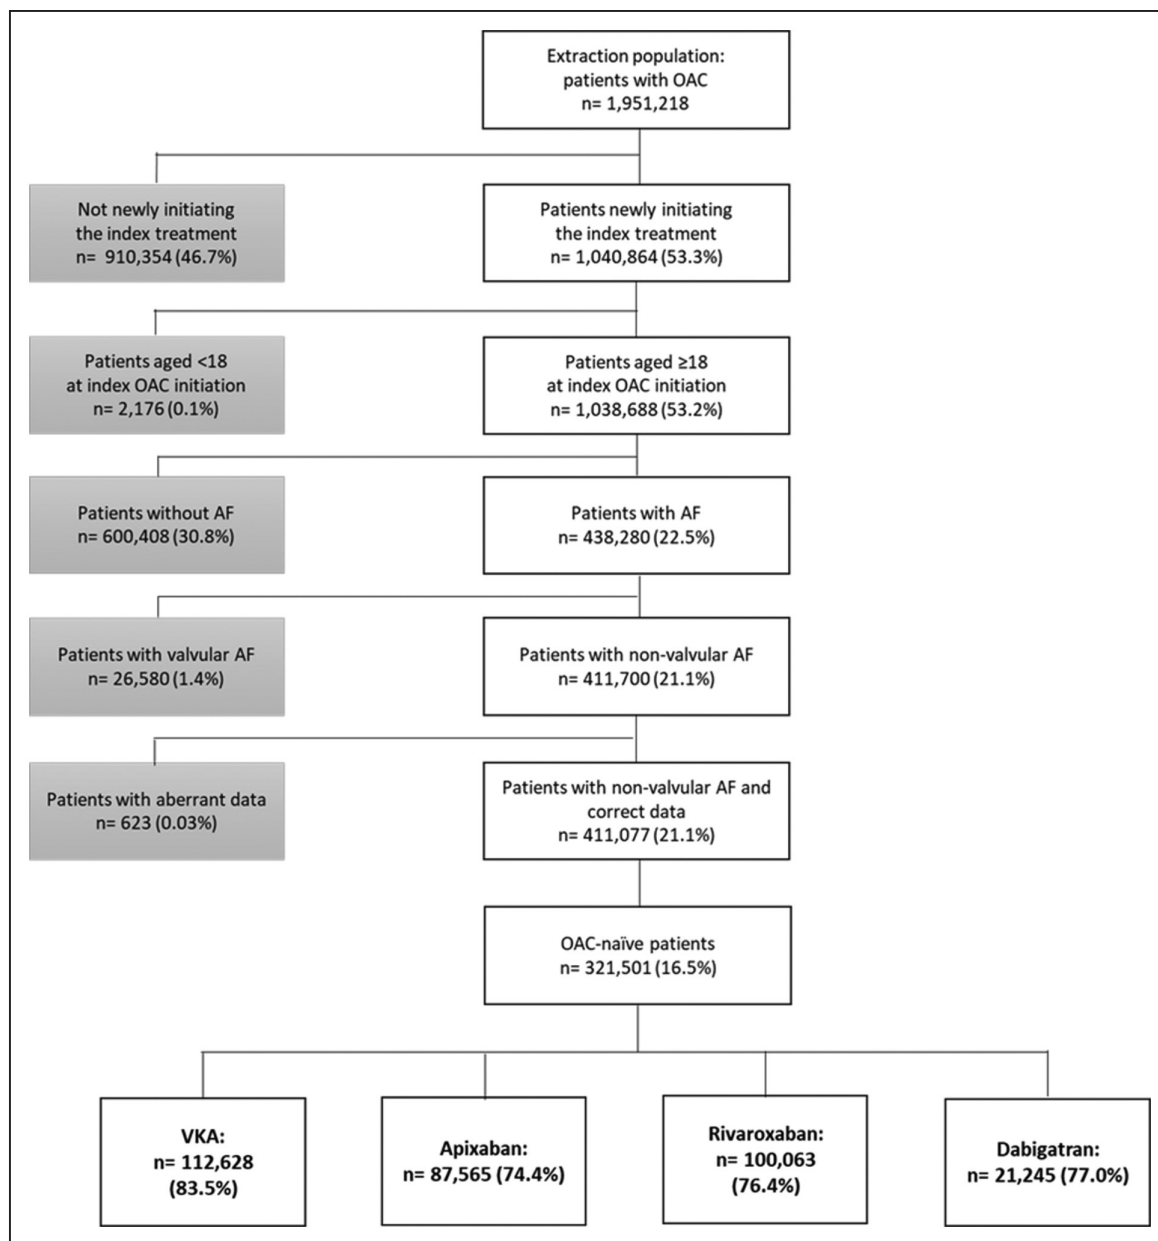 Extraction population:
patients with OAC
n= 1,951,218
Not newly initiating
the index treatment
n=  910,354 (46.7%)
Patients newly initiating
the index treatment
n= 1,040,864 (53.3%)
Patients aged <18
at index OAC initiation
n= 2,176 (0.1%)
Patients aged ≥18
at index OAC initiation
n= 1,038,688 (53.2%)
Patients without AF
n= 600,408 (30.8%)
Patients with AF
n= 438,280 (22.5%)
Patients with valvular AF
n= 26,580 (1.4%)
Patients with non-valvular AF
n= 411,700 (21.1%)
Patients with aberrant data
n= 623 (0.03%)
Patients with non-valvular AF and
correct data
n= 411,077 (21.1%)
OAC-naïve patients
n= 321,501 (16.5%)
VKA:
n= 112,628
(83.5%)
Apixaban:
n= 87,565 (74.4%)
Rivaroxaban:
n= 100,063
(76.4%)
Dabigatran:
n= 21,245 (77.0%)